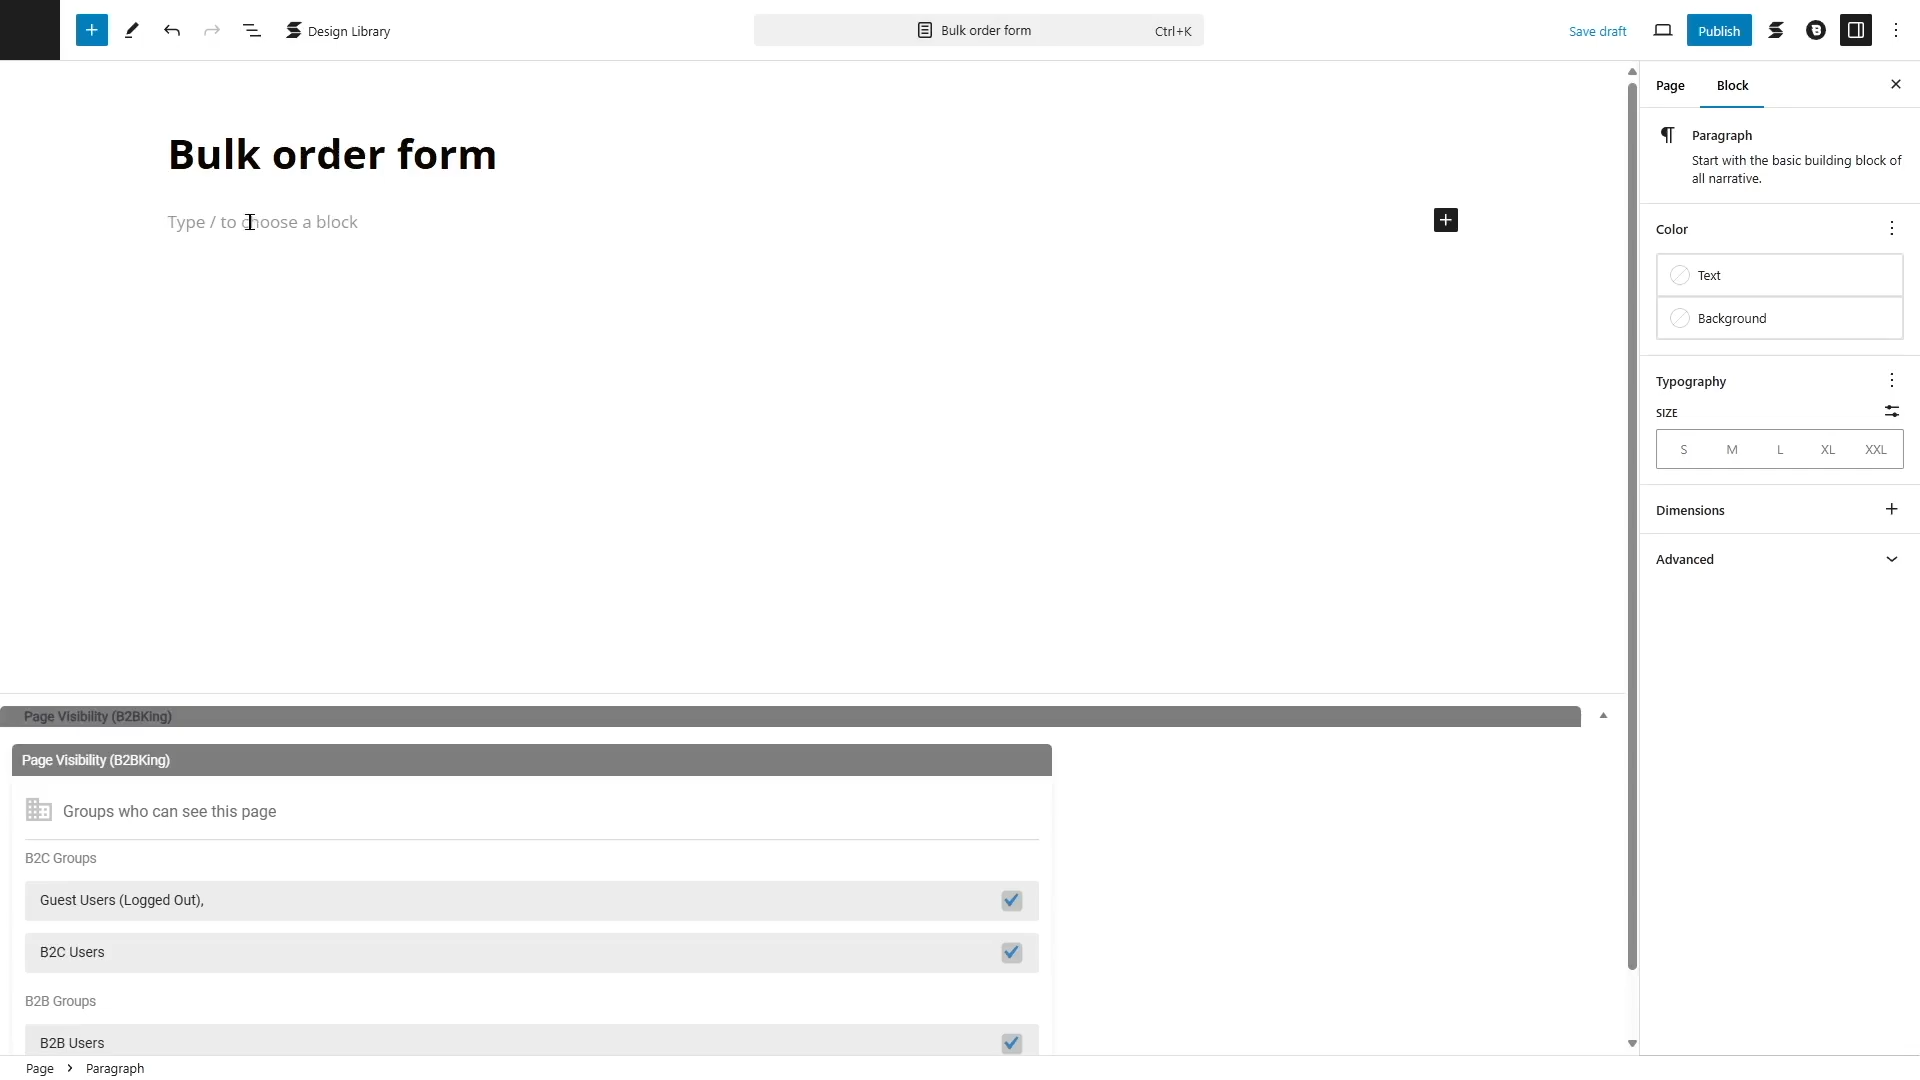 Design Library
Bulk order form
Ctrl+K
Save draft
Publish
Page
Block
Bulk order form
Type / to choose a block
Paragraph
Start with the basic building block of
all narrative.
Color
Text
Background
Typography
SIZE
S M L XL XXL
Dimensions
Advanced
Page Visibility (B2BKing)
Page Visibility (B2BKing)
Groups who can see this page
B2C Groups
Guest Users (Logged Out),
B2C Users
B2B Groups
B2B Users
Page > Paragraph